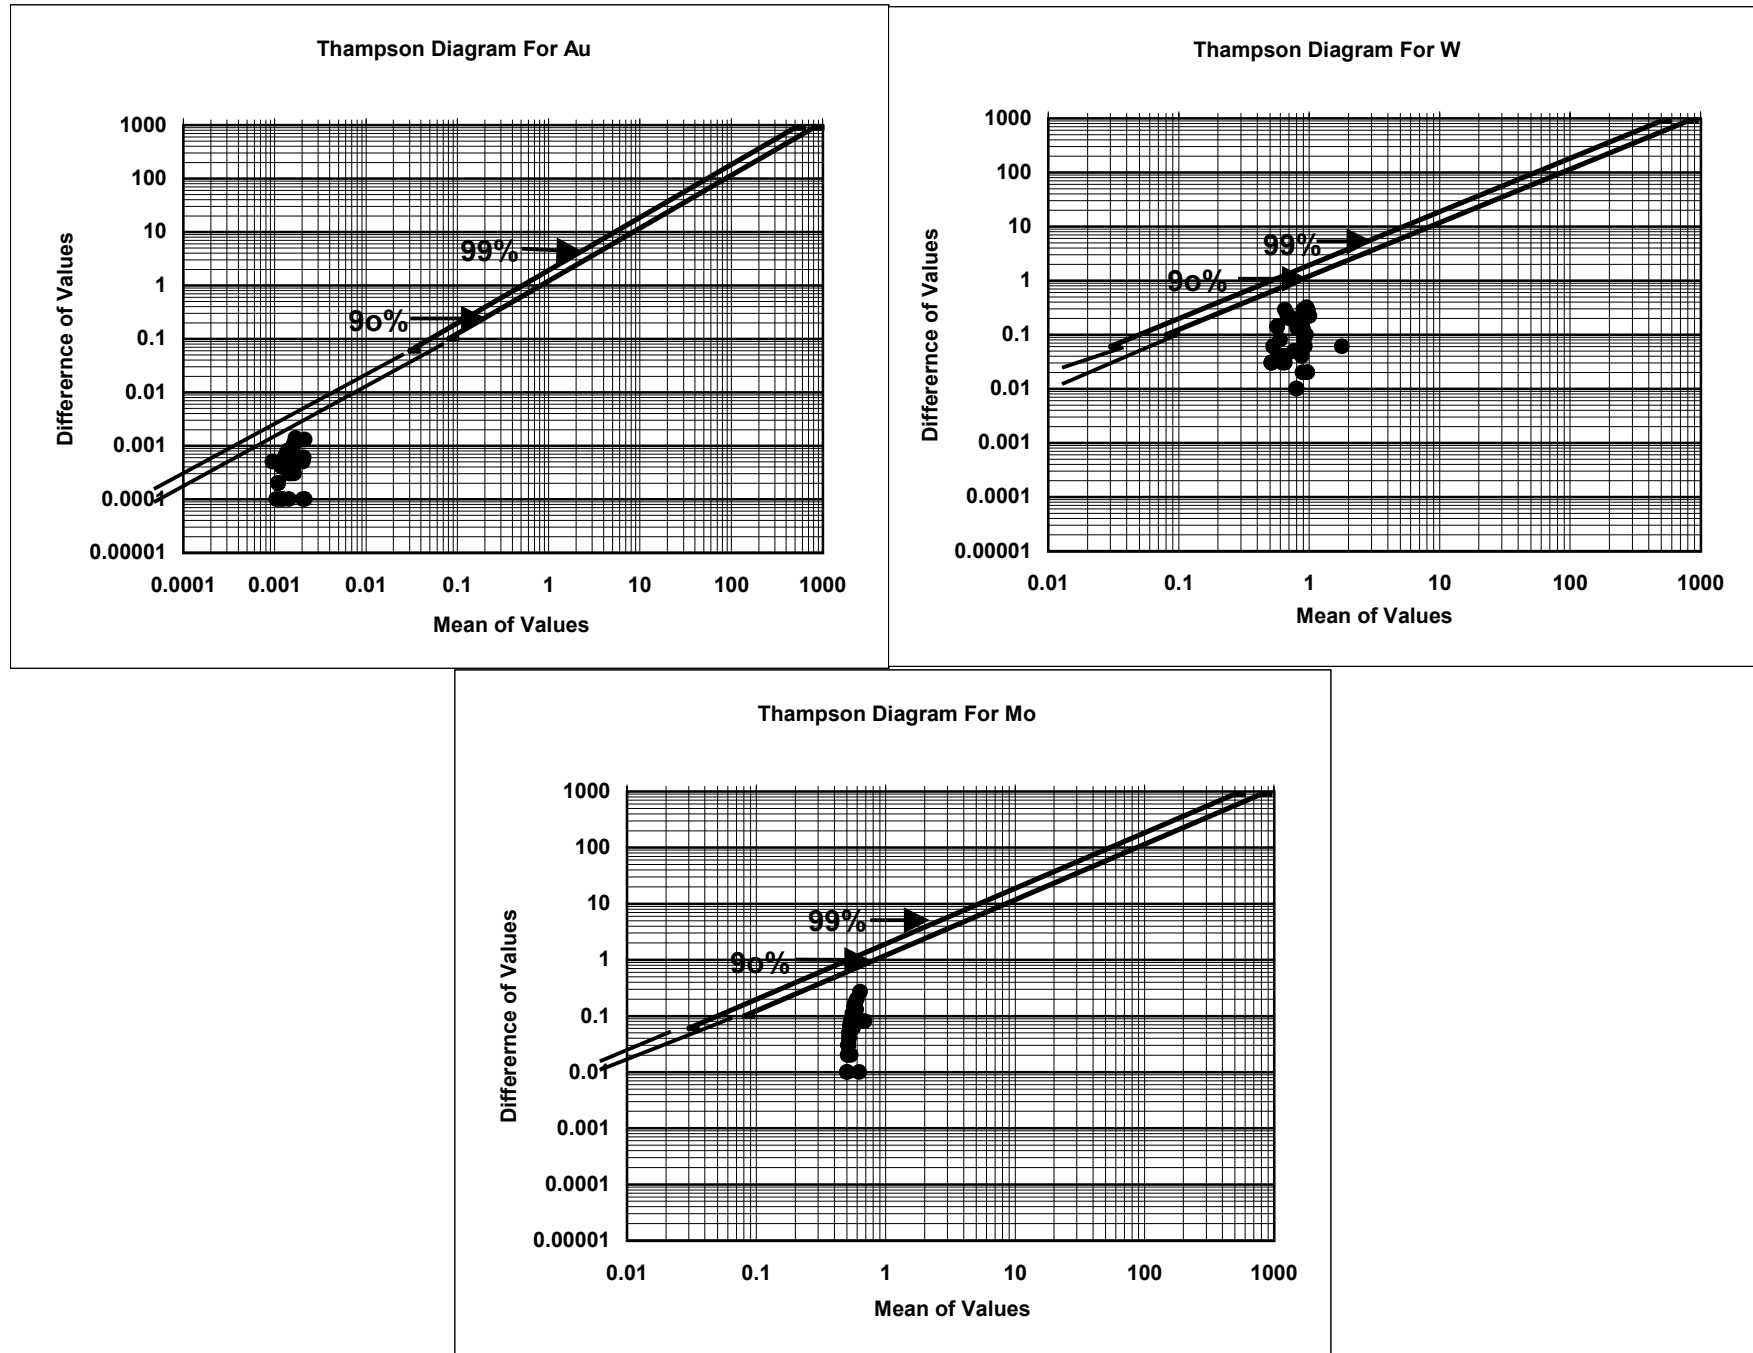 Thampson Diagram For Au
1000
100
10
1
0.1
0.01
0.001
0.0001
0.00001
Differernce of Values
99%
9o%
0.0001 0.001 0.01 0.1 1 10 100 1000
Mean of Values
Thampson Diagram For W
1000
100
10
1
0.1
0.01
0.001
0.0001
0.00001
Differernce of Values
99%
9o%
0.01 0.1 1 10 100 1000
Mean of Values
Thampson Diagram For Mo
1000
100
10
1
0.1
0.01
0.001
0.0001
0.00001
Differernce of Values
99%
9o%
0.01 0.1 1 10 100 1000
Mean of Values